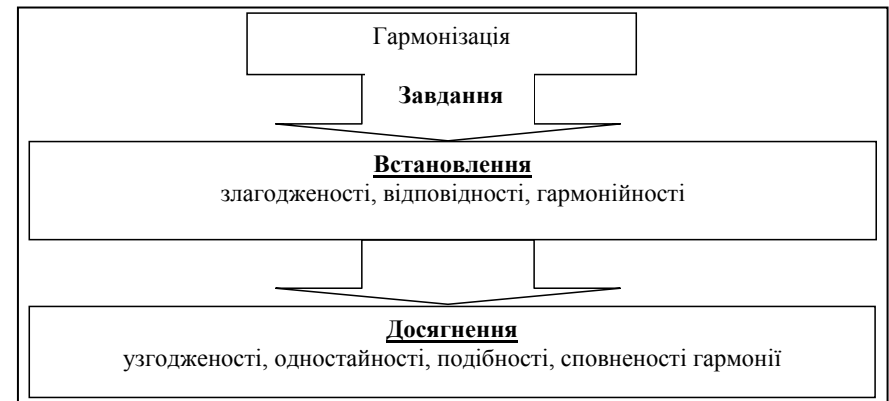 Гармонізація
Завдання
Встановлення
злагодженості, відповідності, гармонійності
Досягнення
узгодженості, одностайності, подібності, сповненості гармонії